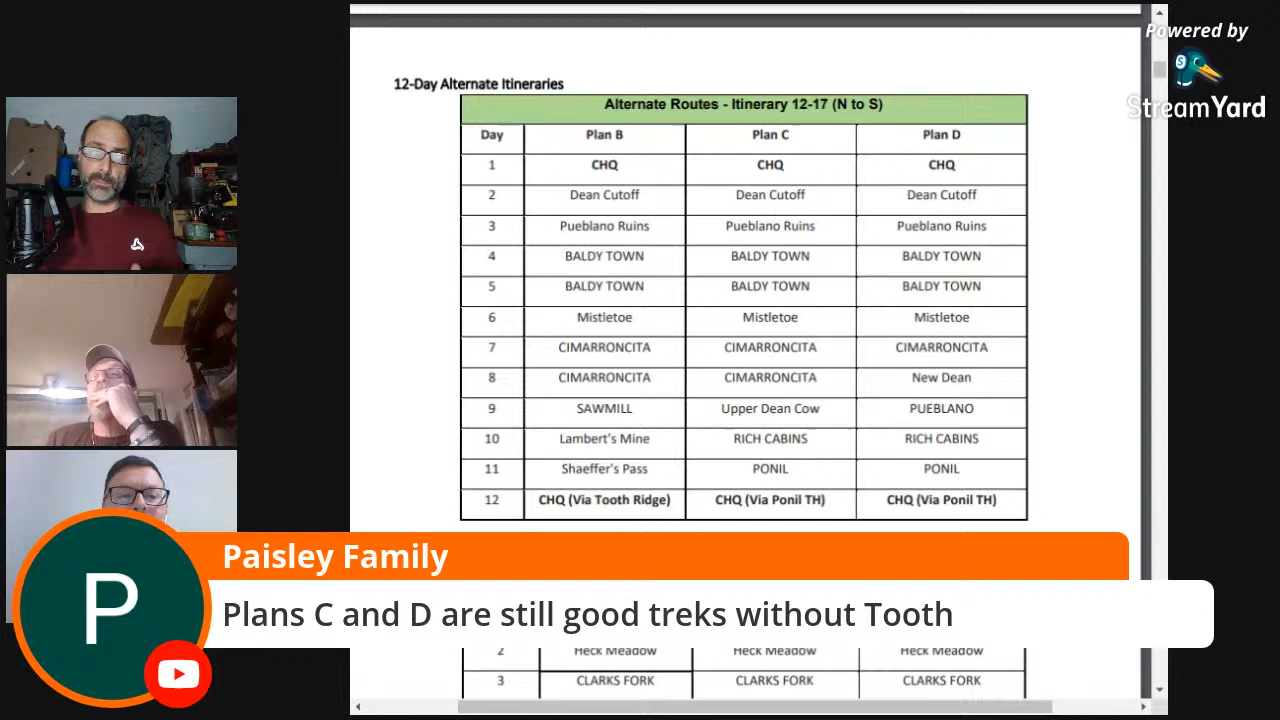 Powered by
StreamYard
12-Day Alternate Itineraries
Alternate Routes - Itinerary 12-17 (N to S)
Day Plan B Plan C Plan D
1 CHQ CHQ CHQ
2 Dean Cutoff Dean Cutoff Dean Cutoff
3 Pueblano Ruins Pueblano Ruins Pueblano Ruins
4 BALDY TOWN BALDY TOWN BALDY TOWN
5 BALDY TOWN BALDY TOWN BALDY TOWN
6 Mistletoe Mistletoe Mistletoe
7 CIMARRONCITA CIMARRONCITA CIMARRONCITA
8 CIMARRONCITA CIMARRONCITA New Dean
9 SAWMILL Upper Dean Cow PUEBLANO
10 Lambert's Mine RICH CABINS RICH CABINS
11 Shaeffer's Pass PONIL PONIL
12 CHQ (Via Tooth Ridge) CHQ (Via Ponil TH) CHQ (Via Ponil TH)
P
Paisley Family
Plans C and D are still good treks without Tooth
2 Heck Meadow Heck Meadow Heck Meadow
3 CLARKS FORK CLARKS FORK CLARKS FORK